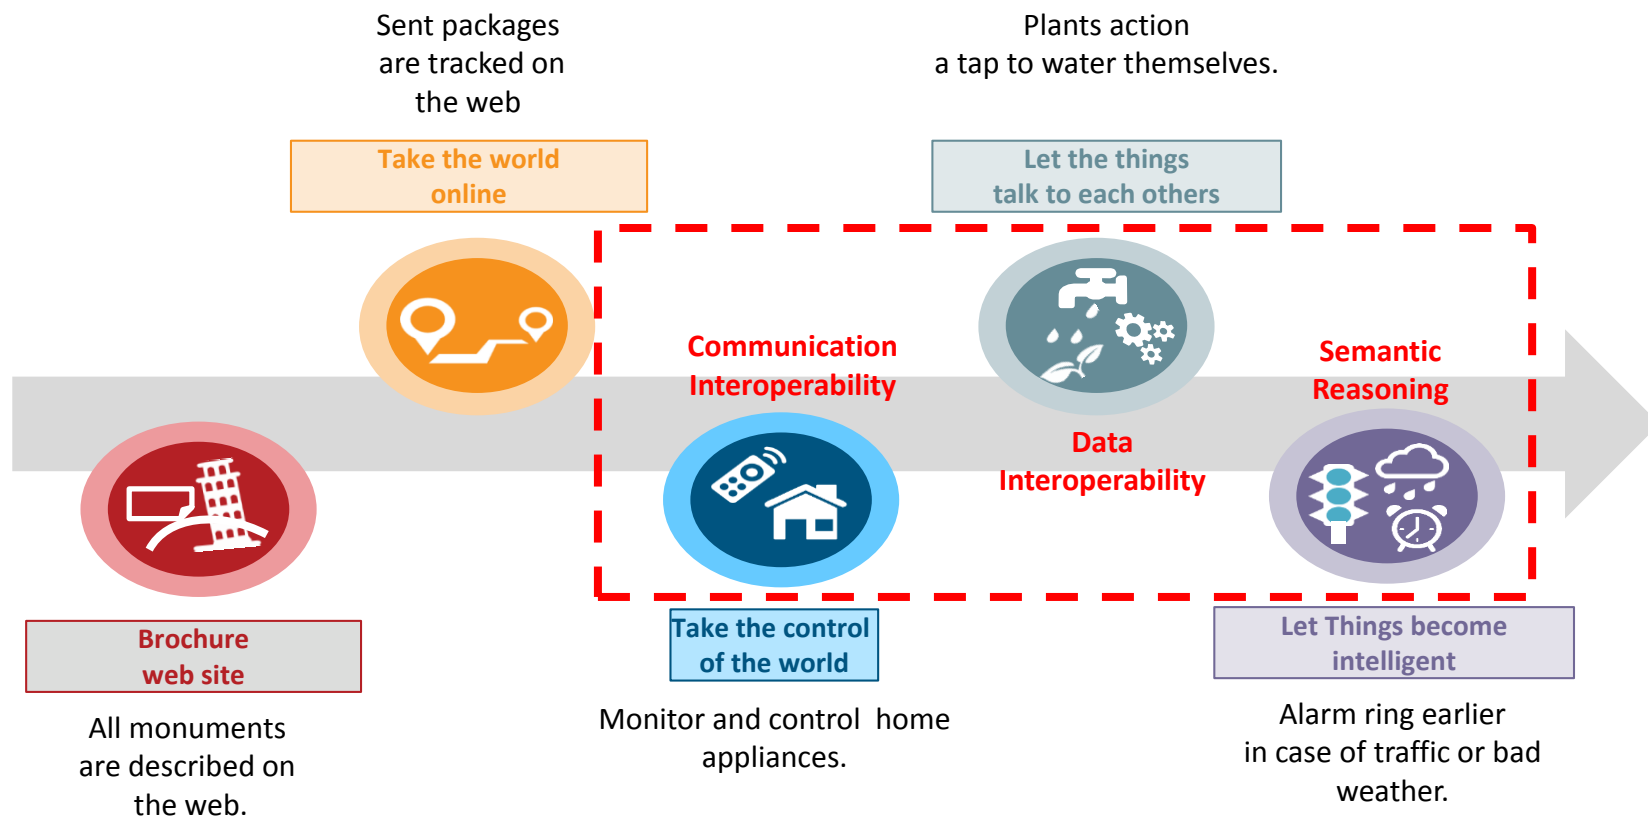 Sent packages
are tracked on
the web
Plants action
a tap to water themselves.
Take the world
online
Let the things
talk to each others
Communication
Interoperability
Semantic
Reasoning
Data
Interoperability
Brochure
web site
Take the control
of the world
Let Things become
intelligent
All monuments
are described on
the web.
Monitor and control  home
appliances.
Alarm ring earlier
in case of traffic or bad
weather.